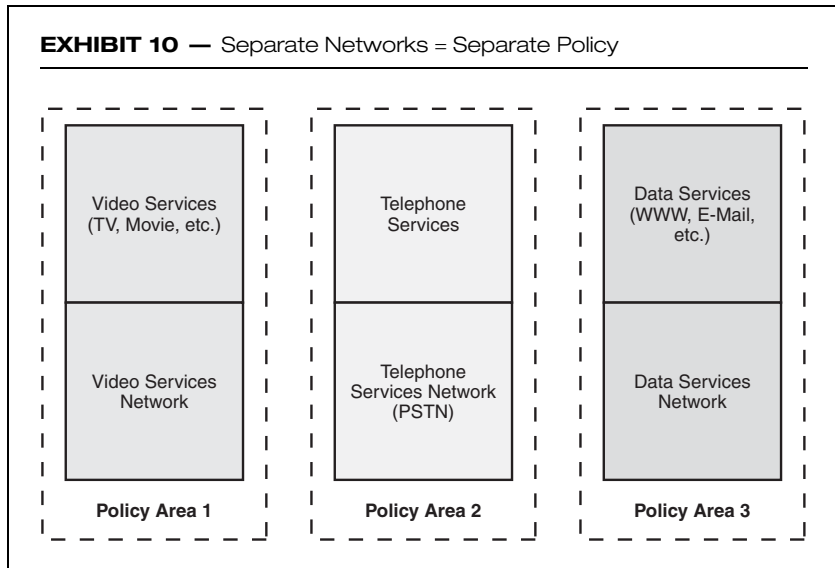 EXHIBIT 10 — Separate Networks = Separate Policy
Video Services
(TV, Movie, etc.)
Video Services
Network
Policy Area 1
Telephone
Services
Telephone
Services Network
(PSTN)
Policy Area 2
Data Services
(WWW, E-Mail,
etc.)
Data Services
Network
Policy Area 3